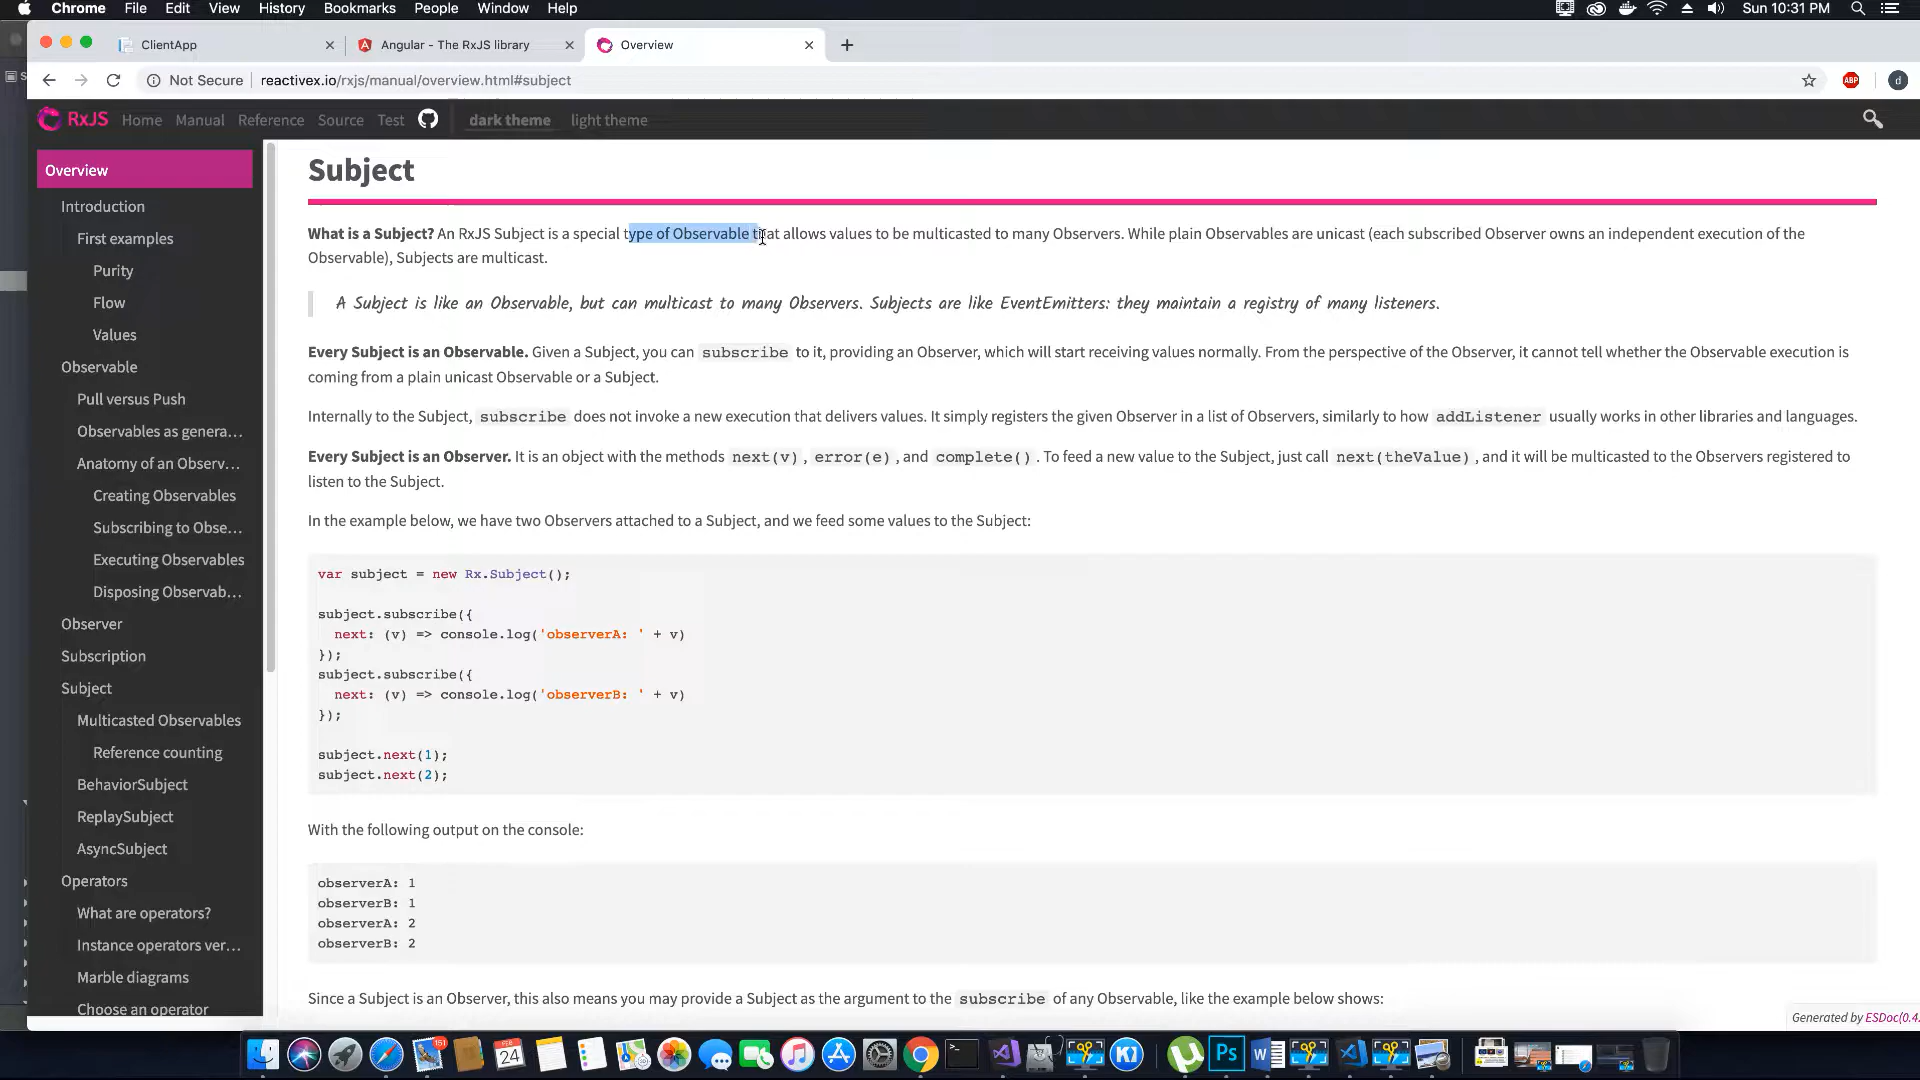 Chrome File Edit View History Bookmarks People Window Help Sun 10:31 PM
ClientApp Angular - The RxJS library Overview
Not Secure reactivex.io/rxjs/manual/overview.html#subject ABP d
RxJS Home Manual Reference Source Test dark theme light theme
Overview
Introduction
First examples
Purity
Flow
Values
Observable
Pull versus Push
Observables as genera...
Anatomy of an Observ...
Creating Observables
Subscribing to Obse...
Executing Observables
Disposing Observab...
Observer
Subscription
Subject
Multicasted Observables
Reference counting
BehaviorSubject
ReplaySubject
AsyncSubject
Operators
What are operators?
Instance operators ver...
Marble diagrams
Choose an operator
Subject
What is a Subject? An RxJS Subject is a special type of Observable that allows values to be multicasted to many Observers. While plain Observables are unicast (each subscribed Observer owns an independent execution of the
Observable), Subjects are multicast.
A Subject is like an Observable, but can multicast to many Observers. Subjects are like EventEmitters: they maintain a registry of many listeners.
Every Subject is an Observable. Given a Subject, you can subscribe to it, providing an Observer, which will start receiving values normally. From the perspective of the Observer, it cannot tell whether the Observable execution is
coming from a plain unicast Observable or a Subject.
Internally to the Subject, subscribe does not invoke a new execution that delivers values. It simply registers the given Observer in a list of Observers, similarly to how addListener usually works in other libraries and languages.
Every Subject is an Observer. It is an object with the methods next(v), error(e), and complete(). To feed a new value to the Subject, just call next(theValue), and it will be multicasted to the Observers registered to
listen to the Subject.
In the example below, we have two Observers attached to a Subject, and we feed some values to the Subject:
var subject = new Rx.Subject();
subject.subscribe({
next: (v) => console.log('observerA: ' + v)
});
subject.subscribe({
next: (v) => console.log('observerB: ' + v)
});
subject.next(1);
subject.next(2);
With the following output on the console:
observerA: 1
observerB: 1
observerA: 2
observerB: 2
Since a Subject is an Observer, this also means you may provide a Subject as the argument to the subscribe of any Observable, like the example below shows:
Generated by ESDoc(0.4.
151
FEB
24
Ps